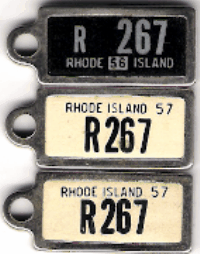 R 267
RHODE 56 ISLAND
RHODE ISLAND 57
R267
RHODE ISLAND 57
R267